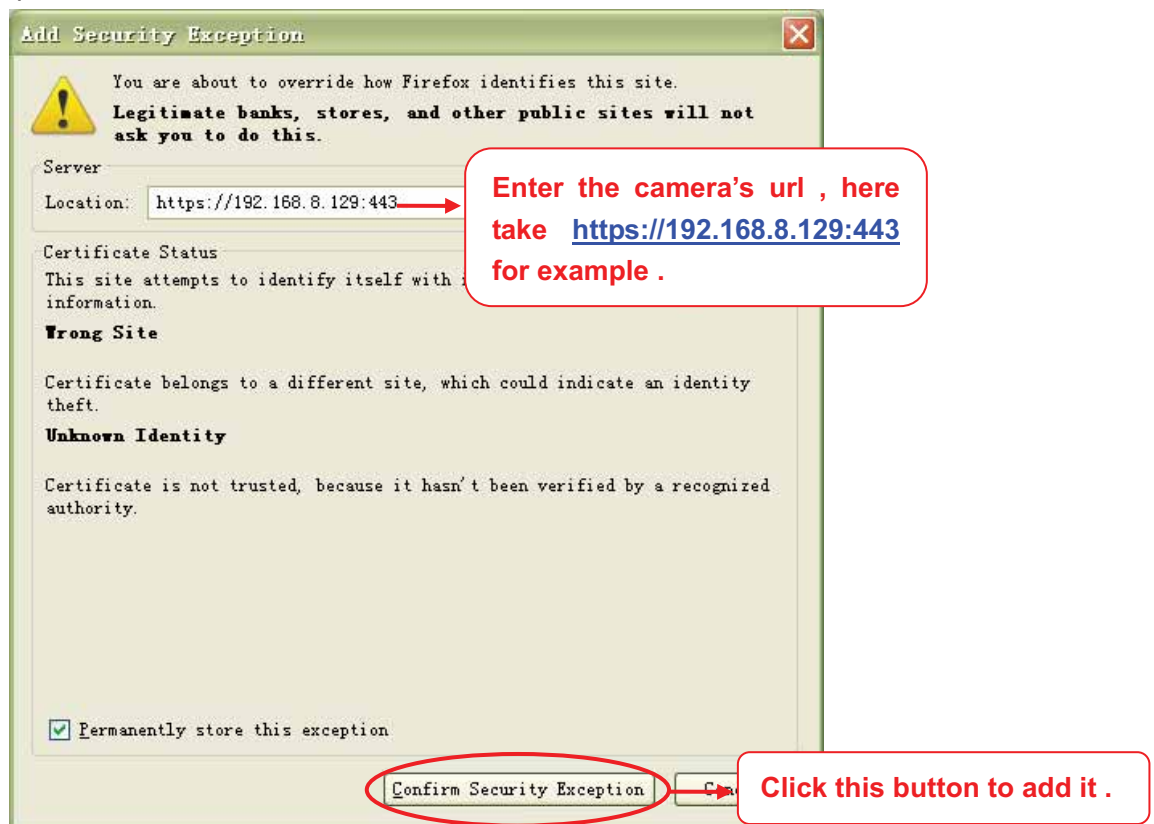 Add Security Exception
You are about to override how Firefox identifies this site.
Legitimate banks, stores, and other public sites will not
ask you to do this.
Server
Location: https://192.168.8.129:443
Enter the camera's url , here
take https://192.168.8.129:443
for example .
Certificate Status
This site attempts to identify itself with
information.
Wrong Site
Certificate belongs to a different site, which could indicate an identity
theft.
Unknown Identity
Certificate is not trusted, because it hasn't been verified by a recognized
authority.
Permanently store this exception
Confirm Security Exception
Click this button to add it .